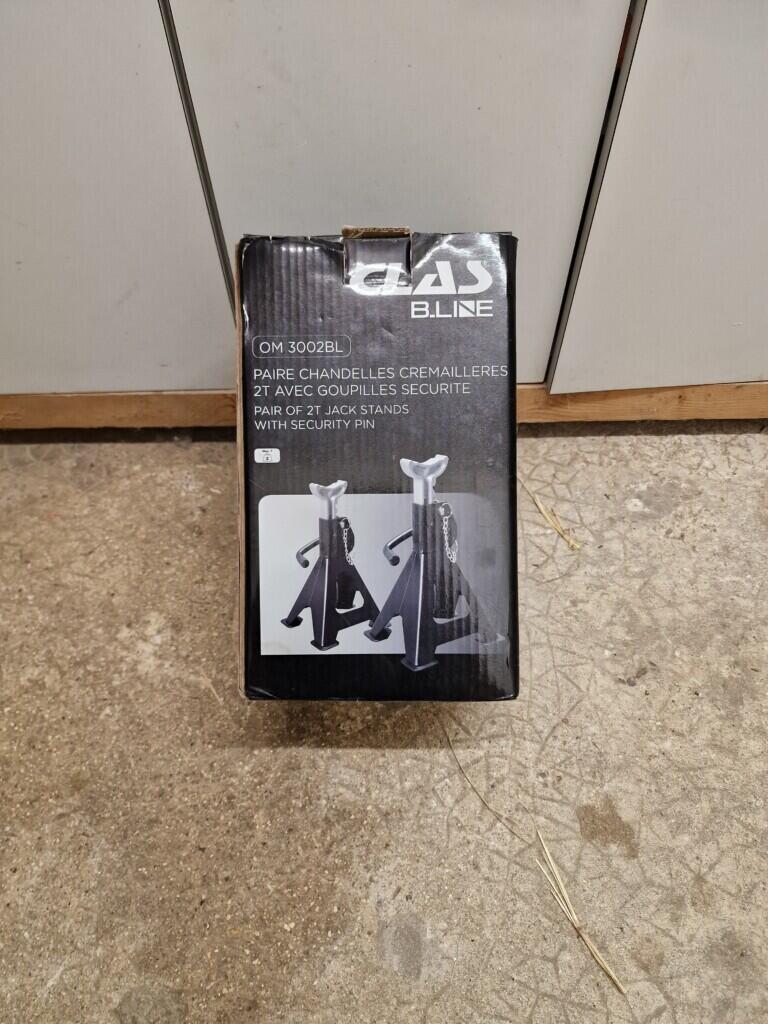 CLAS
B.LINE
OM 3002BL
PAIRE CHANDELLES CREMAILLERES
2T AVEC GOUPILLES SECURITE
PAIR OF 2T JACK STANDS
WITH SECURITY PIN